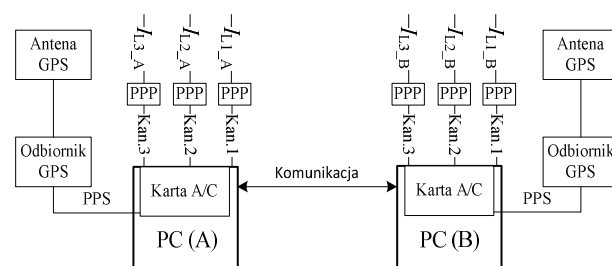 Antena
GPS
Odbiornik
GPS
PPS
I_L3_A
I_L2_A
I_L1_A
PPP
PPP
PPP
Kan.3
Kan.2
Kan.1
Karta A/C
PC (A)
Komunikacja
I_L3_B
I_L2_B
I_L1_B
PPP
PPP
PPP
Kan.3
Kan.2
Kan.1
Karta A/C
PC (B)
Antena
GPS
Odbiornik
GPS
PPS